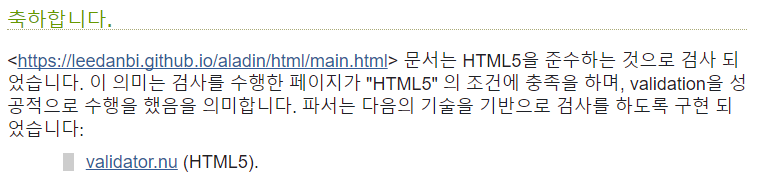 축하합니다.
<https://leedanbi.github.io/aladin/html/main.html> 문서는 HTML5을 준수하는 것으로 검사 되
었습니다. 이 의미는 검사를 수행한 페이지가 "HTML5" 의 조건에 충족을 하며, validation을 성
공적으로 수행을 했음을 의미합니다. 파서는 다음의 기술을 기반으로 검사를 하도록 구현 되
었습니다:
validator.nu (HTML5).